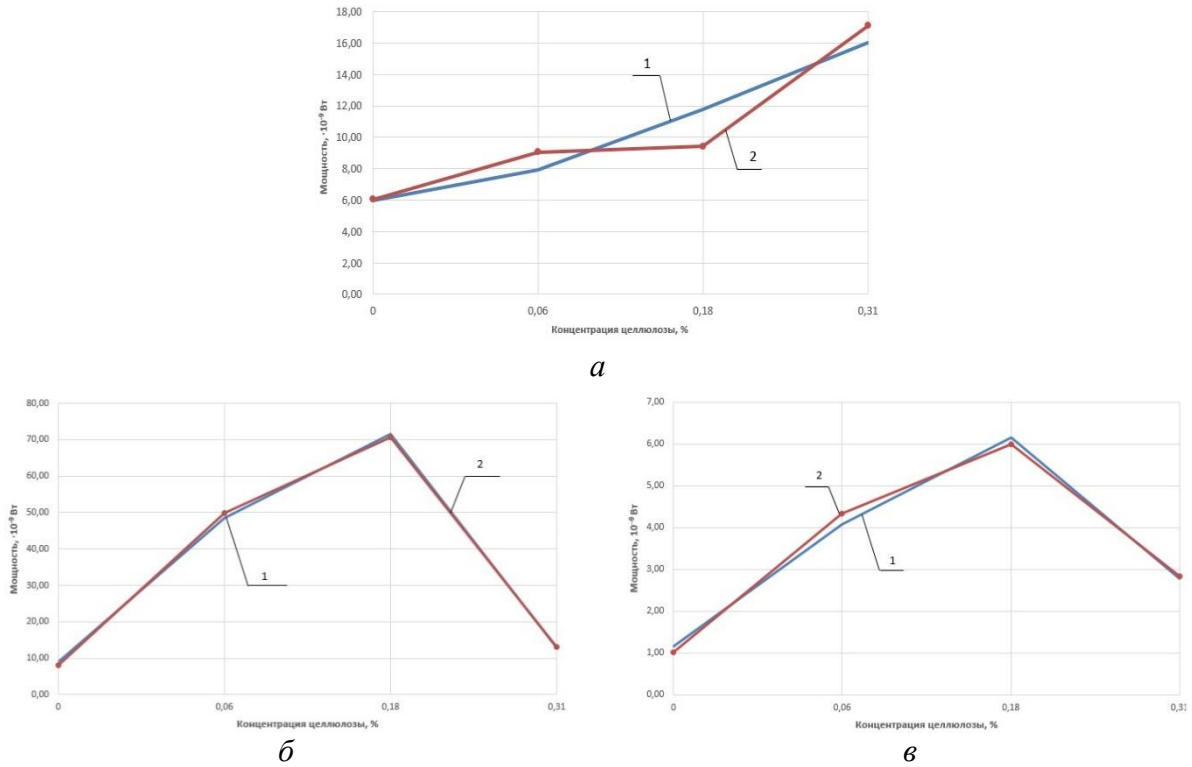 18,00
16,00
14,00
12,00
10,00
8,00
6,00
4,00
2,00
0,00
Мощность, ·10⁻⁹ Вт
1
2
0 0,06 0,18 0,31
Концентрация целлюлозы, %
а
80,00
70,00
60,00
50,00
40,00
30,00
20,00
10,00
0,00
Мощность, ·10⁻⁹ Вт
2
1
0 0,06 0,18 0,31
Концентрация целлюлозы, %
б
7,00
6,00
5,00
4,00
3,00
2,00
1,00
0,00
Мощность, 10⁻⁹ Вт
2
1
0 0,06 0,18 0,31
Концентрация целлюлозы, %
в